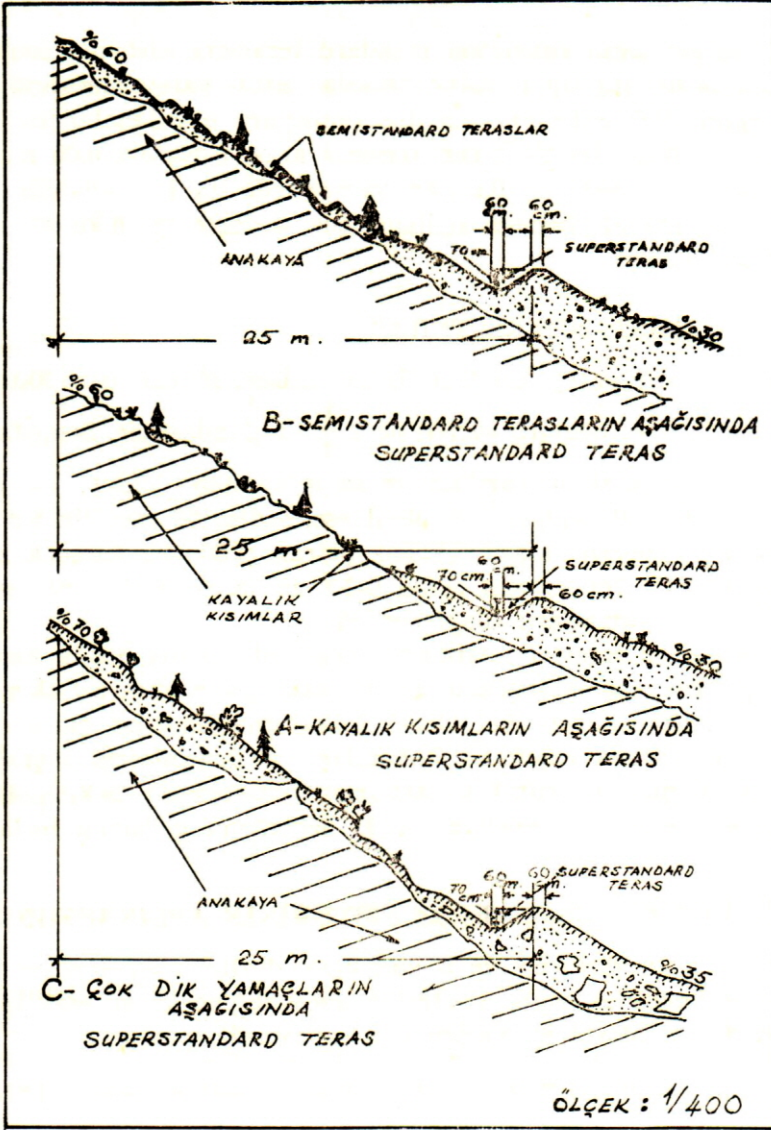 % 60
SEMISTANDARD TERASLAR
60 cm.
60 cm.
70
SUPERSTANDARD
TERAS
ANAKAYA
% 30
25 m.
B-SEMISTANDARD TERASLARIN AŞAĞISINDA
SUPERSTANDARD TERAS
% 60
25 m.
60 cm.
70 cm.
SUPERSTANDARD
TERAS
60 cm.
KAYALIK
KISIMLAR
% 30
A-KAYALIK KISIMLARIN AŞAĞISINDA
SUPERSTANDARD TERAS
% 70
60 cm.
60 cm.
70 cm.
SUPERSTANDARD
TERAS
ANAKAYA
25 m.
% 35
C- ÇOK DİK YAMAÇLARIN
AŞAĞISINDA
SUPERSTANDARD TERAS
ÖLÇEK : 1/400